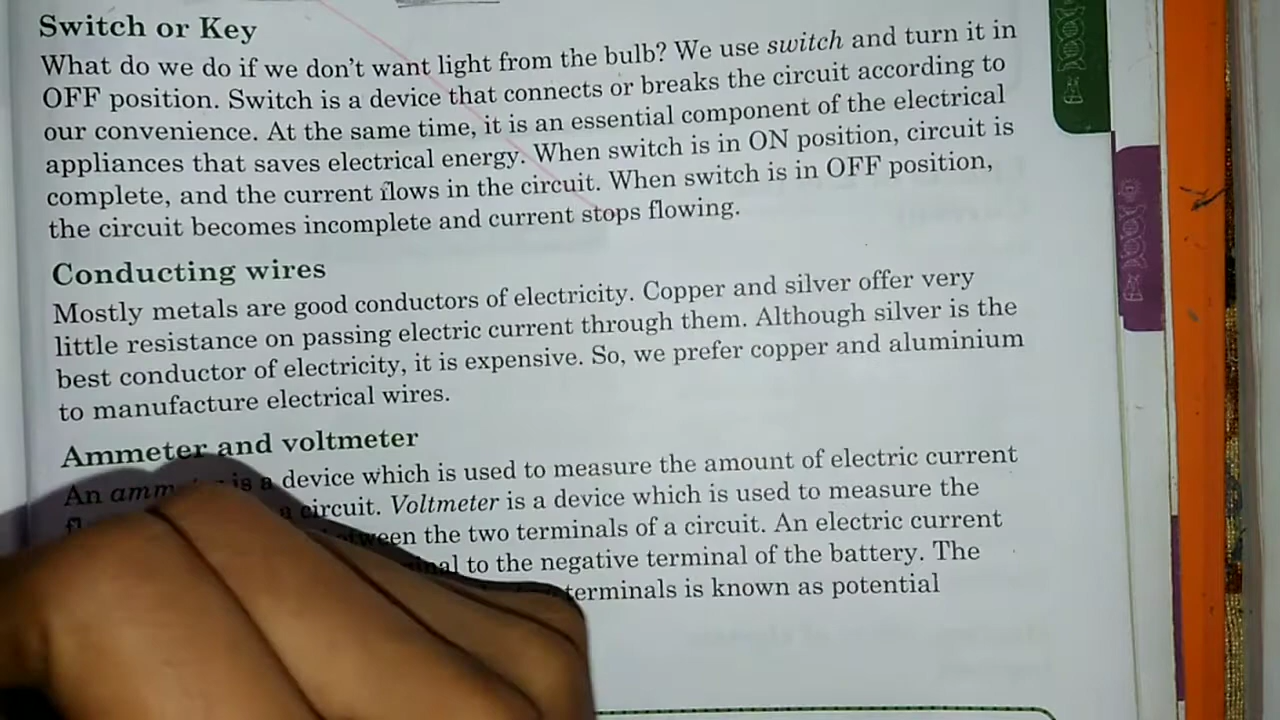 Switch or Key
What do we do if we don't want light from the bulb? We use switch and turn it in
OFF position. Switch is a device that connects or breaks the circuit according to
our convenience. At the same time, it is an essential component of the electrical
appliances that saves electrical energy. When switch is in ON position, circuit is
complete, and the current flows in the circuit. When switch is in OFF position,
the circuit becomes incomplete and current stops flowing.
Conducting wires
Mostly metals are good conductors of electricity. Copper and silver offer very
little resistance on passing electric current through them. Although silver is the
best conductor of electricity, it is expensive. So, we prefer copper and aluminium
to manufacture electrical wires.
Ammeter and voltmeter
An is a device which is used to measure the amount of electric current
a circuit. Voltmeter is a device which is used to measure the
between the two terminals of a circuit. An electric current
to the negative terminal of the battery. The
terminals is known as potential